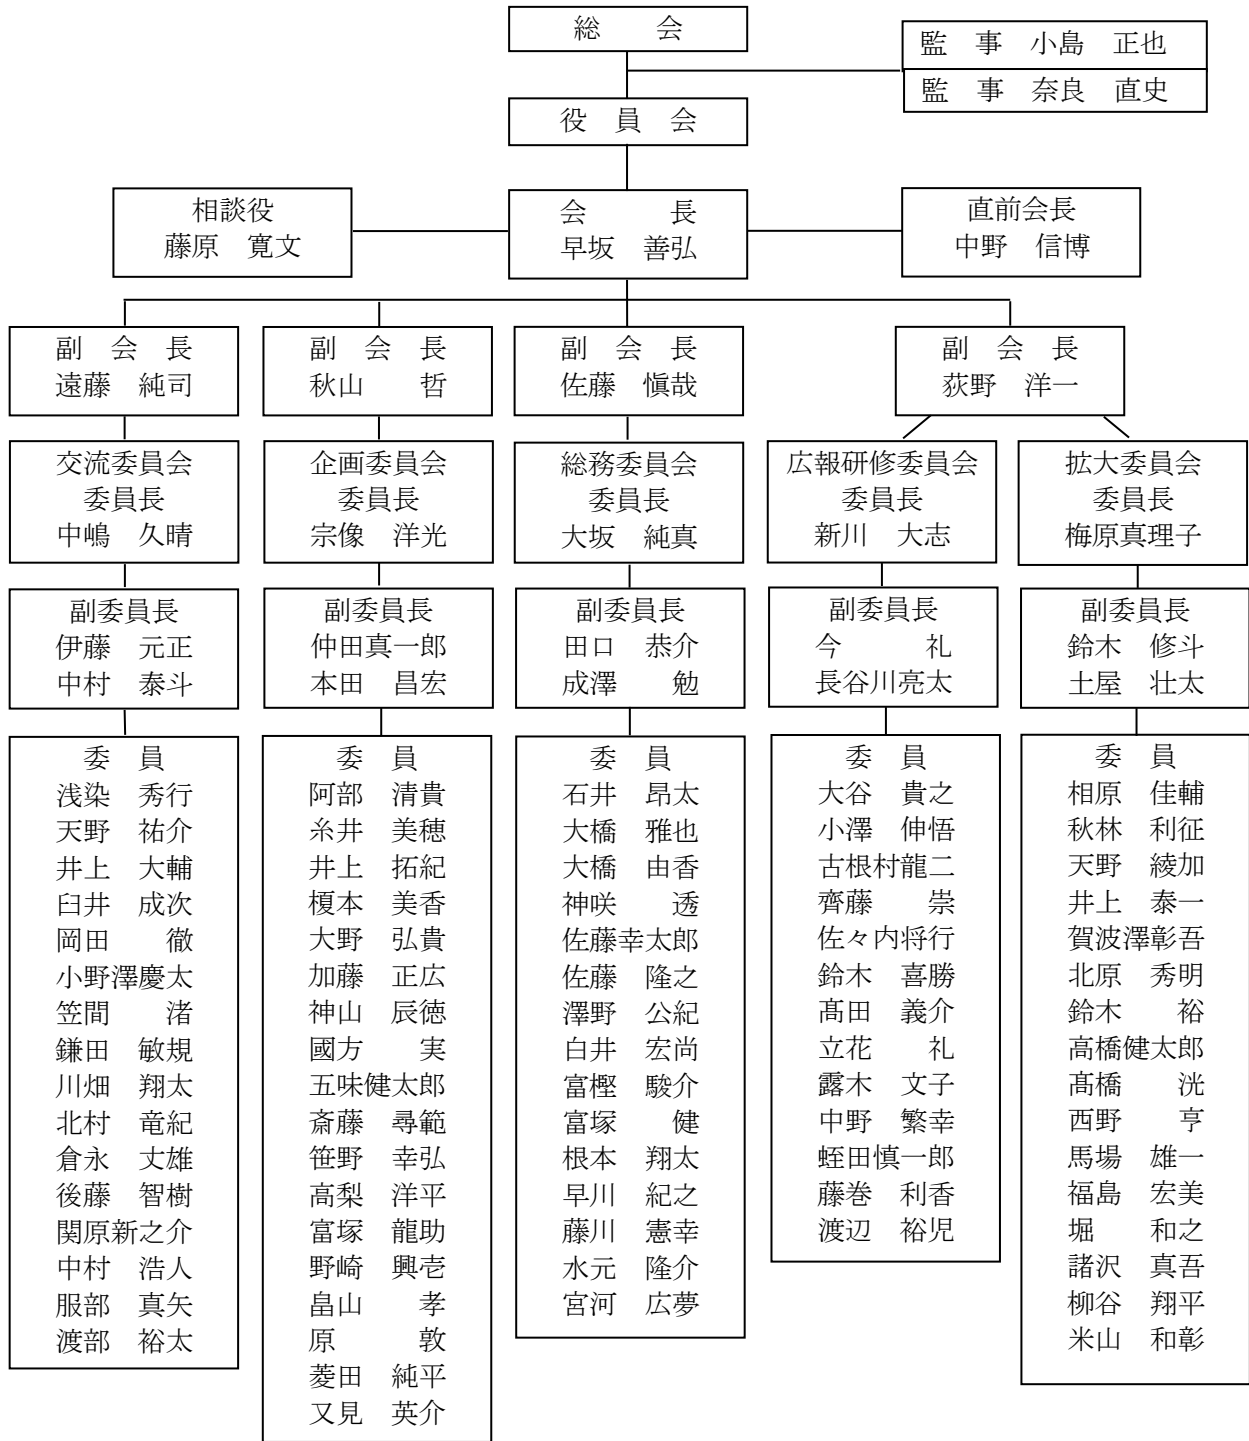 総　　会
監　事　小島　正也
監　事　奈良　直史
役　員　会
相談役
藤原　寛文
会　　　長
早坂　善弘
直前会長
中野　信博
副　会　長
遠藤　純司
副　会　長
秋山　　哲
副　会　長
佐藤　愼哉
副　会　長
荻野　洋一
交流委員会
委員長
中嶋　久晴
企画委員会
委員長
宗像　洋光
総務委員会
委員長
大坂　純真
広報研修委員会
委員長
新川　大志
拡大委員会
委員長
梅原真理子
副委員長
伊藤　元正
中村　泰斗
副委員長
仲田真一郎
本田　昌宏
副委員長
田口　恭介
成澤　　勉
副委員長
今　　　礼
長谷川亮太
副委員長
鈴木　修斗
土屋　壮太
委　員
浅染　秀行
天野　祐介
井上　大輔
臼井　成次
岡田　　徹
小野澤慶太
笠間　　渚
鎌田　敏規
川畑　翔太
北村　竜紀
倉永　丈雄
後藤　智樹
関原新之介
中村　浩人
服部　真矢
渡部　裕太
委　員
阿部　清貴
糸井　美穂
井上　拓紀
榎本　美香
大野　弘貴
加藤　正広
神山　辰徳
國方　　実
五味健太郎
斎藤　尋範
笹野　幸弘
高梨　洋平
富塚　龍助
野崎　興壱
畠山　　孝
原　　　敦
菱田　純平
又見　英介
委　員
石井　昂太
大橋　雅也
大橋　由香
神咲　　透
佐藤幸太郎
佐藤　隆之
澤野　公紀
白井　宏尚
富樫　駿介
富塚　　健
根本　翔太
早川　紀之
藤川　憲幸
水元　隆介
宮河　広夢
委　員
大谷　貴之
小澤　伸悟
古根村龍二
齊藤　　崇
佐々内将行
鈴木　喜勝
髙田　義介
立花　　礼
露木　文子
中野　繁幸
蛭田慎一郎
藤巻　利香
渡辺　裕児
委　員
相原　佳輔
秋林　利征
天野　綾加
井上　泰一
賀波澤彰吾
北原　秀明
鈴木　　裕
高橋健太郎
髙橋　　洸
西野　　亨
馬場　雄一
福島　宏美
堀　　和之
諸沢　真吾
柳谷　翔平
米山　和彰